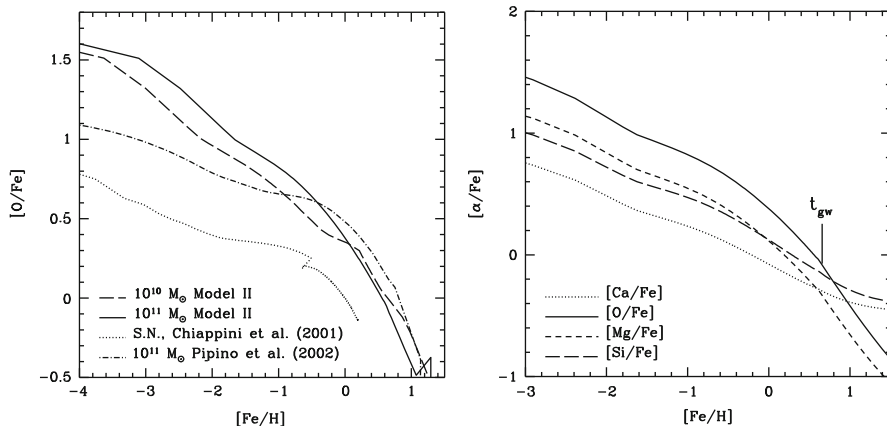 [O/Fe]
1.5
1
0.5
0
−0.5
−4
−3
−2
−1
0
1
[Fe/H]
10¹⁰ M⊙ Model II
10¹¹ M⊙ Model II
S.N., Chiappini et al. (2001)
10¹¹ M⊙ Pipino et al. (2002)
[α/Fe]
2
1
0
−1
−3
−2
−1
0
1
[Fe/H]
t_gw
[Ca/Fe]
[O/Fe]
[Mg/Fe]
[Si/Fe]